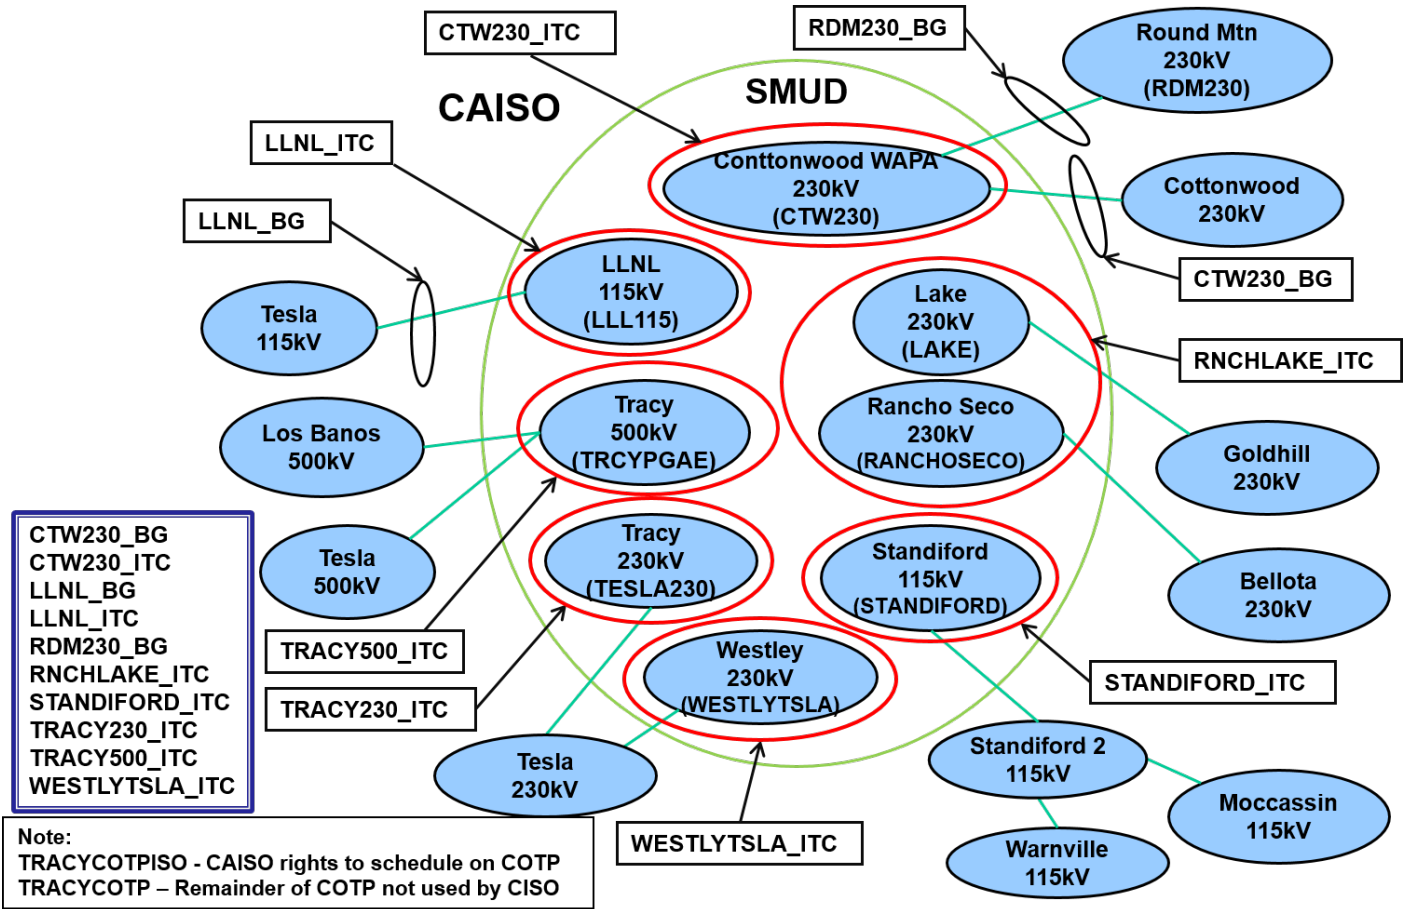 CTW230_ITC
RDM230_BG
Round Mtn
230kV
(RDM230)
CAISO
SMUD
LLNL_ITC
Conttonwood WAPA
230kV
(CTW230)
Cottonwood
230kV
LLNL_BG
CTW230_BG
LLNL
115kV
(LLL115)
Tesla
115kV
Lake
230kV
(LAKE)
RNCHLAKE_ITC
Los Banos
500kV
Tracy
500kV
(TRCYPGAE)
Rancho Seco
230kV
(RANCHOSECO)
Goldhill
230kV
CTW230_BG
CTW230_ITC
LLNL_BG
LLNL_ITC
RDM230_BG
RNCHLAKE_ITC
STANDIFORD_ITC
TRACY230_ITC
TRACY500_ITC
WESTLYTSLA_ITC
Tesla
500kV
Tracy
230kV
(TESLA230)
Standiford
115kV
(STANDIFORD)
Bellota
230kV
TRACY500_ITC
TRACY230_ITC
Westley
230kV
(WESTLYTSLA)
STANDIFORD_ITC
Tesla
230kV
Standiford 2
115kV
Moccassin
115kV
WESTLYTSLA_ITC
Warnville
115kV
Note:
TRACYCOTPISO - CAISO rights to schedule on COTP
TRACYCOTP – Remainder of COTP not used by CISO